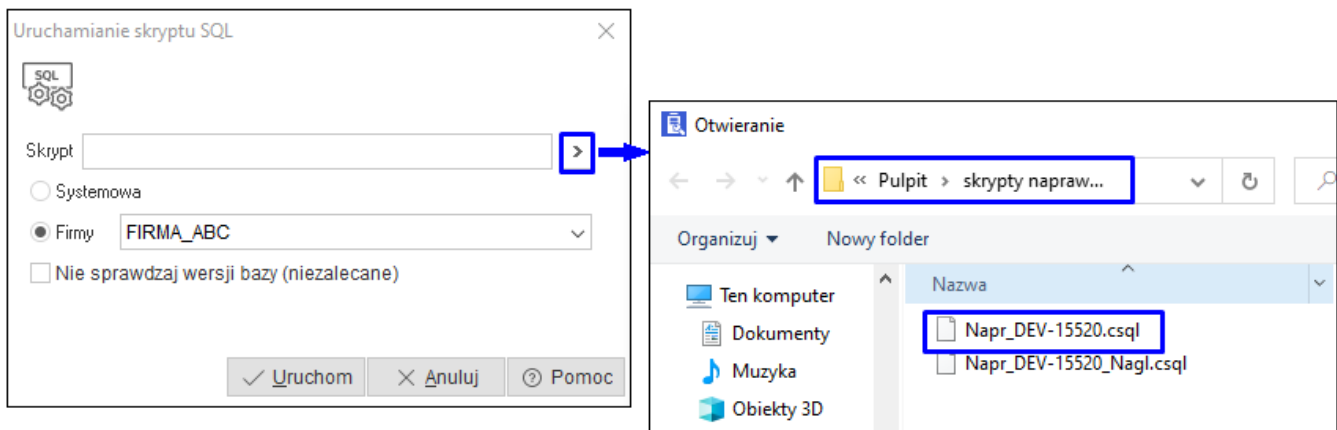 Uruchamianie skryptu SQL
SQL
Skrypt
Systemowa
Firmy FIRMA_ABC
Nie sprawdzaj wersji bazy (niezalecane)
Uruchom Anuluj Pomoc
Otwieranie
« Pulpit > skrypty napraw...
Organizuj Nowy folder
Ten komputer
Dokumenty
Muzyka
Obiekty 3D
Nazwa
Napr_DEV-15520.csql
Napr_DEV-15520_Nagl.csql